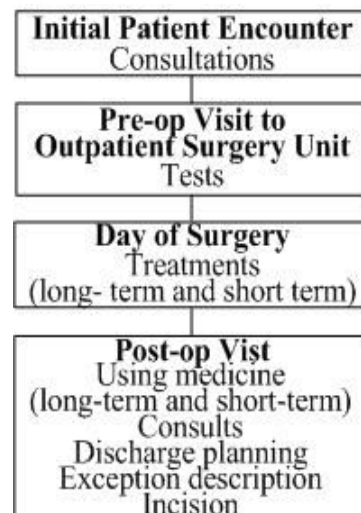 Initial Patient Encounter
Consultations
Pre-op Visit to
Outpatient Surgery Unit
Tests
Day of Surgery
Treatments
(long- term and short term)
Post-op Vist
Using medicine
(long-term and short-term)
Consults
Discharge planning
Exception description
Incision